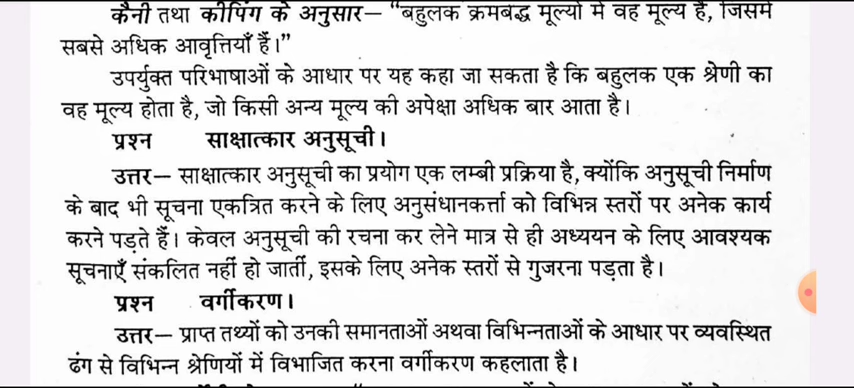 कैनी तथा कीपिंग के अनुसार— “बहुलक क्रमबद्ध मूल्यों में वह मूल्य है, जिसमें
सबसे अधिक आवृत्तियाँ हैं।”
उपर्युक्त परिभाषाओं के आधार पर यह कहा जा सकता है कि बहुलक एक श्रेणी का
वह मूल्य होता है, जो किसी अन्य मूल्य की अपेक्षा अधिक बार आता है।
प्रश्न साक्षात्कार अनुसूची।
उत्तर— साक्षात्कार अनुसूची का प्रयोग एक लम्बी प्रक्रिया है, क्योंकि अनुसूची निर्माण
के बाद भी सूचना एकत्रित करने के लिए अनुसंधानकर्त्ता को विभिन्न स्तरों पर अनेक कार्य
करने पड़ते हैं। केवल अनुसूची की रचना कर लेने मात्र से ही अध्ययन के लिए आवश्यक
सूचनाएँ संकलित नहीं हो जातीं, इसके लिए अनेक स्तरों से गुजरना पड़ता है।
प्रश्न वर्गीकरण।
उत्तर— प्राप्त तथ्यों को उनकी समानताओं अथवा विभिन्नताओं के आधार पर व्यवस्थित
ढंग से विभिन्न श्रेणियों में विभाजित करना वर्गीकरण कहलाता है।